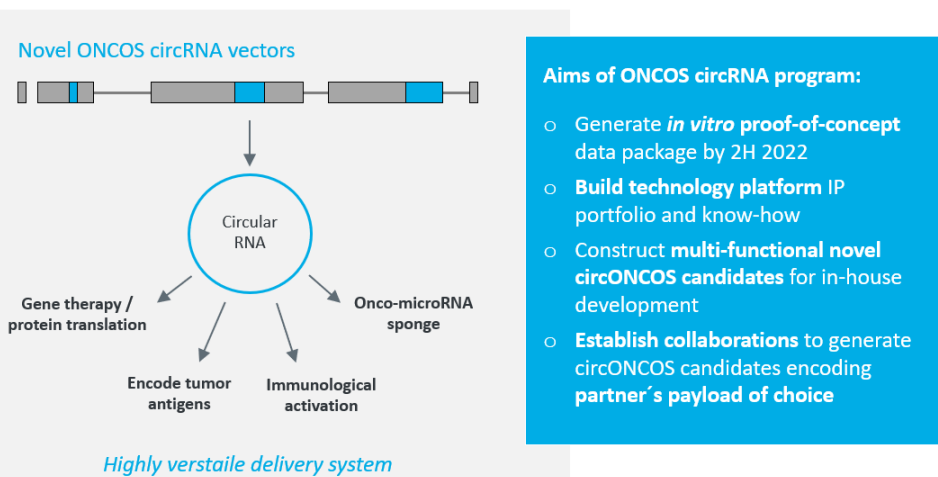 Novel ONCOS circRNA vectors
Circular
RNA
Gene therapy /
protein translation
Onco-microRNA
sponge
Encode tumor
antigens
Immunological
activation
Highly verstaile delivery system
Aims of ONCOS circRNA program:
o Generate in vitro proof-of-concept
data package by 2H 2022
o Build technology platform IP
portfolio and know-how
o Construct multi-functional novel
circONCOS candidates for in-house
development
o Establish collaborations to generate
circONCOS candidates encoding
partner´s payload of choice